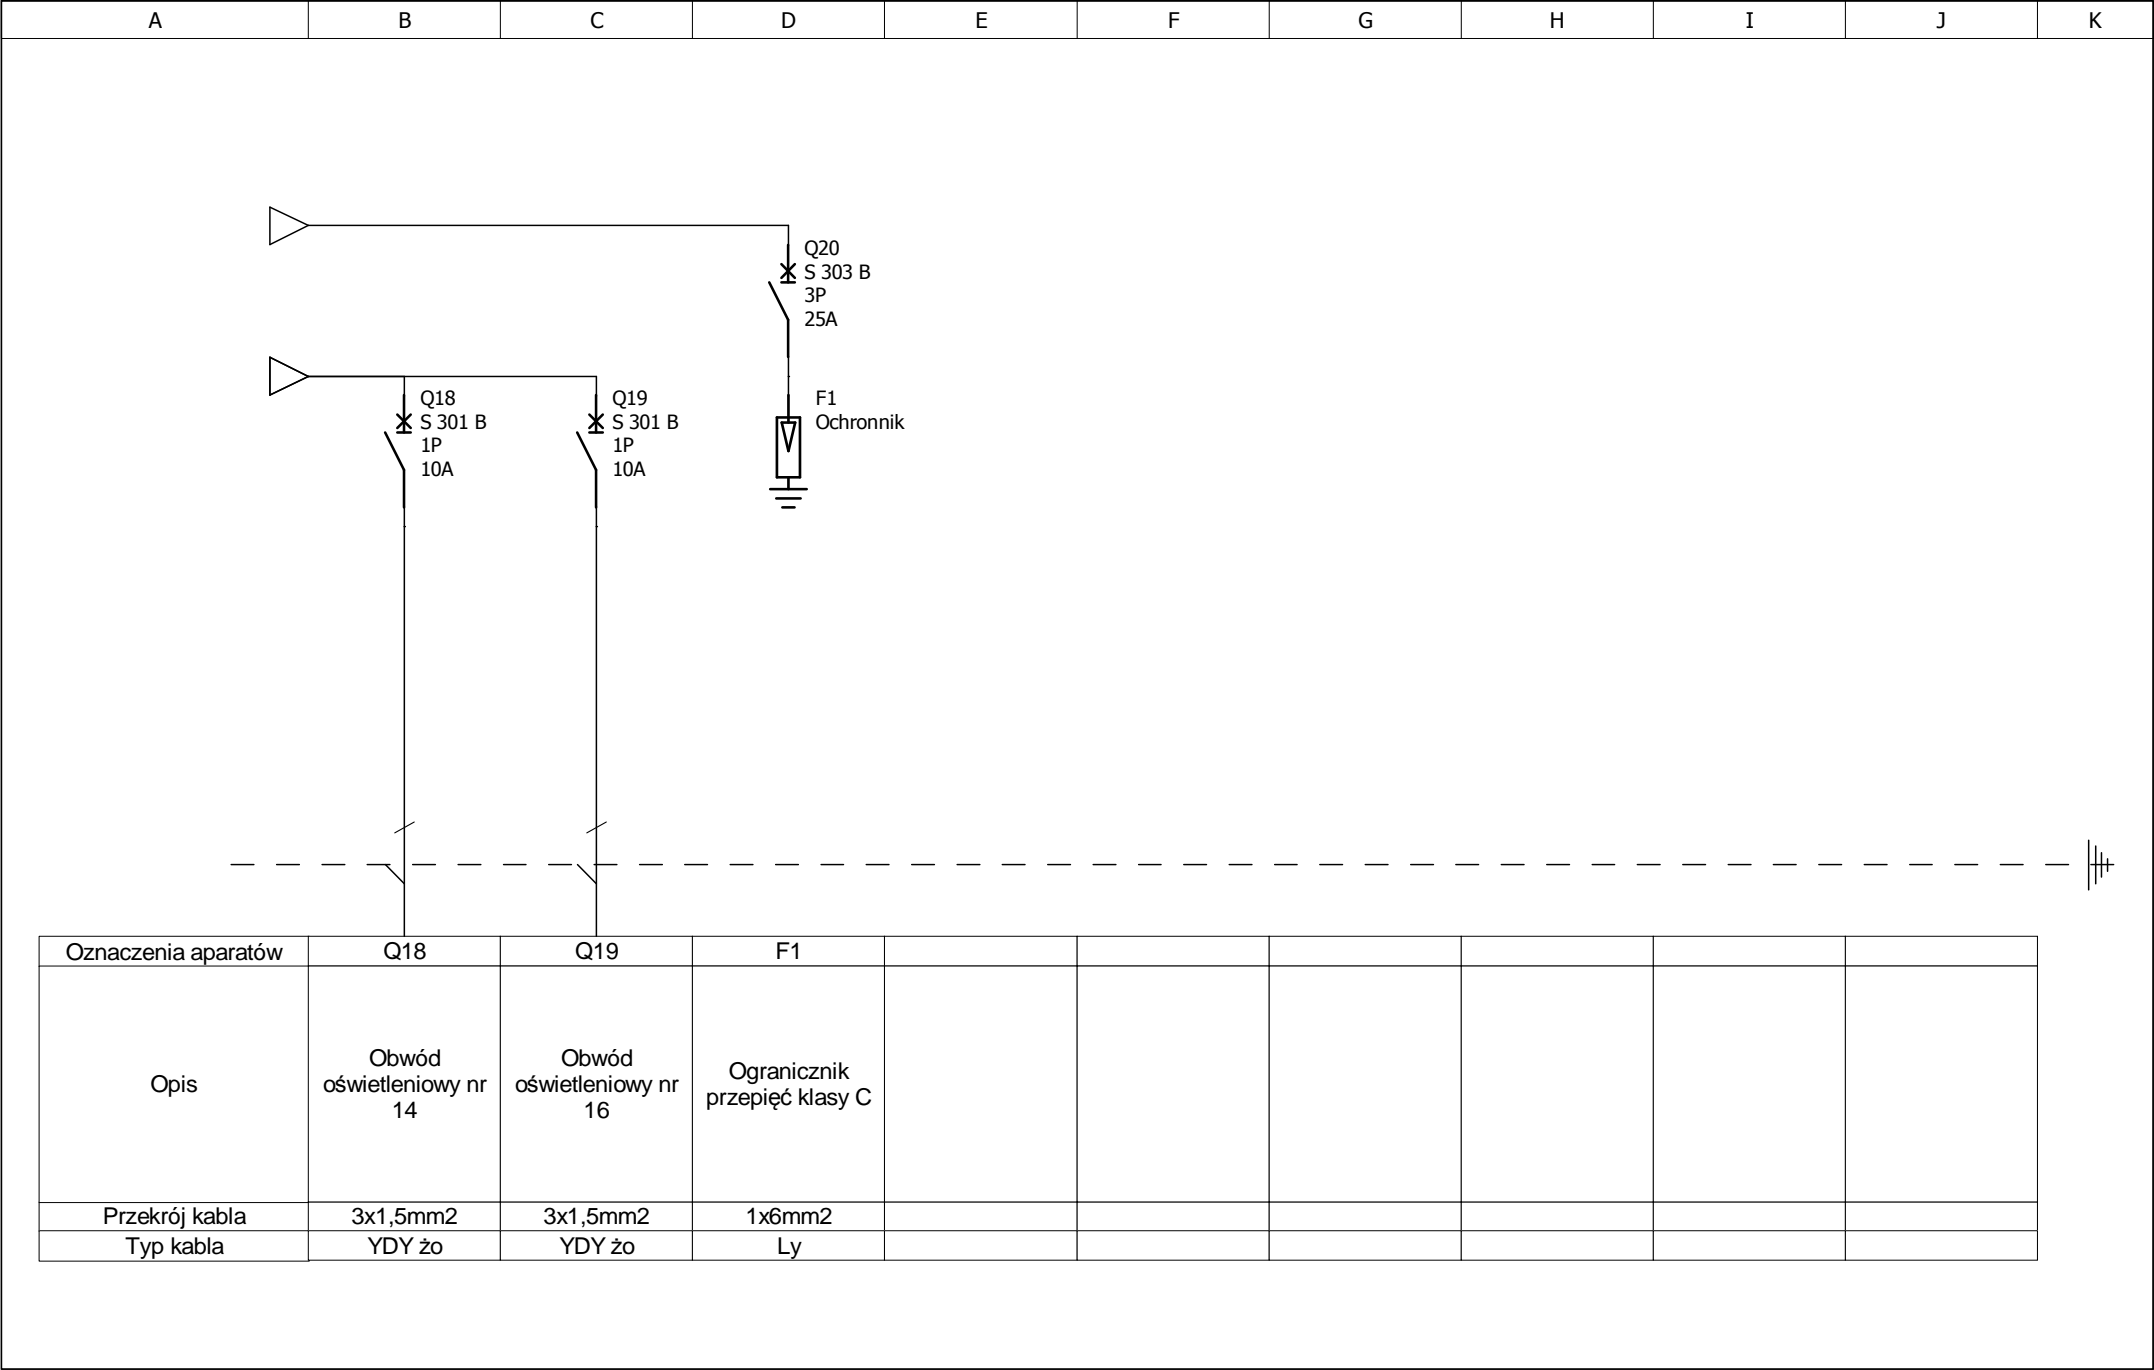 A B C D E F G H I J K
Q20
S 303 B
3P
25A
Q18
S 301 B
1P
10A
Q19
S 301 B
1P
10A
F1
Ochronnik
Oznaczenia aparatów Q18 Q19 F1
Opis
Obwód
oświetleniowy nr
14
Obwód
oświetleniowy nr
16
Ogranicznik
przepięć klasy C
Przekrój kabla 3x1,5mm2 3x1,5mm2 1x6mm2
Typ kabla YDY żo YDY żo Ly